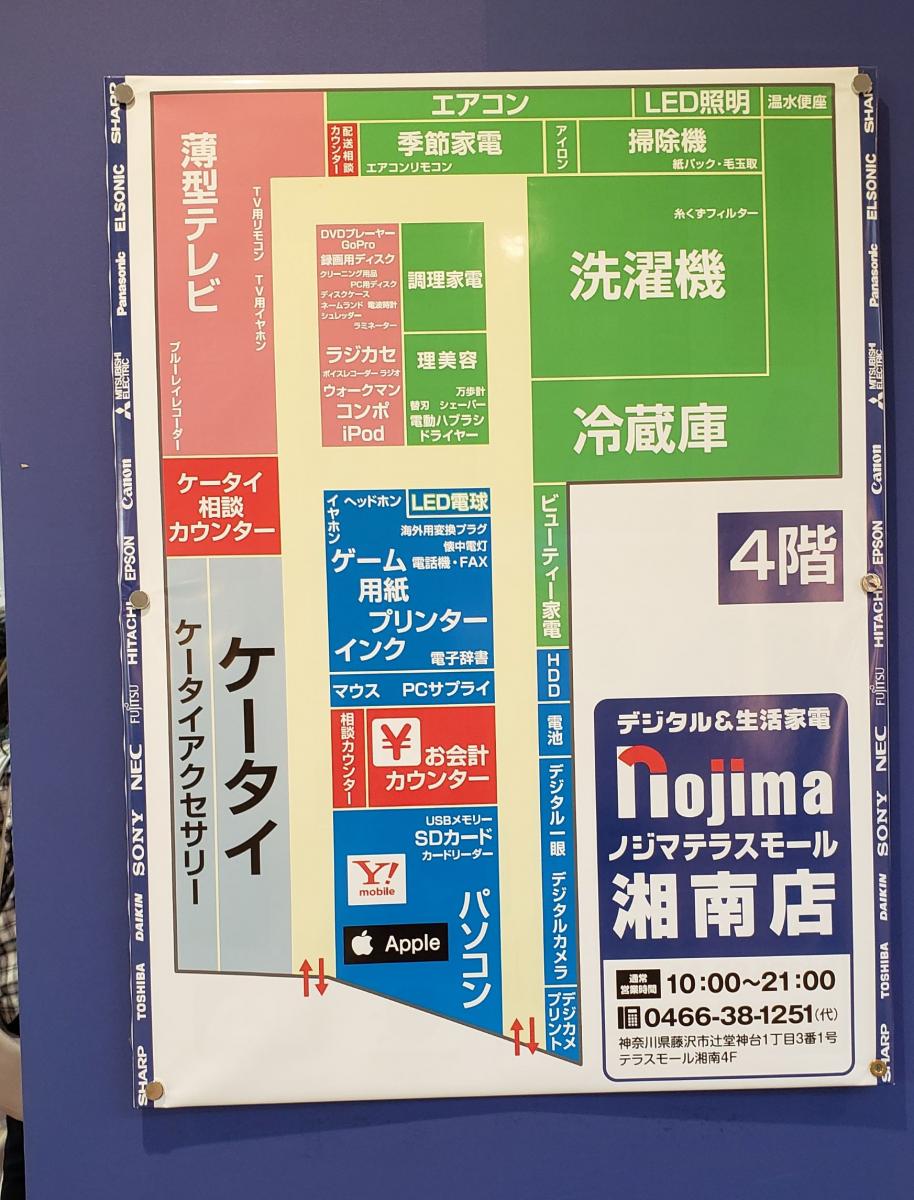 エアコン
LED照明
温水便座
薄型テレビ
TV用リモコン TV用イヤホン
ブルーレイレコーダー
配送相談
カウンター
季節家電
エアコンリモコン
アイロン
掃除機
紙パック・毛玉取
糸くずフィルター
洗濯機
冷蔵庫
DVDプレーヤー
GoPro
録画用ディスク
クリーニング用品
PC用ディスク
ディスクケース
ネームランド 電波時計
シュレッダー
ラミネーター
ラジカセ
ボイスレコーダー ラジオ
ウォークマン
コンポ
iPod
調理家電
理美容
万歩計
替刃 シェーバー
電動ハブラシ
ドライヤー
ケータイ
相談
カウンター
ケータイ
ケータイアクセサリー
イヤホン
ヘッドホン
LED電球
海外用変換プラグ
懐中電灯
ゲーム
電話機・FAX
用紙
プリンター
インク
電子辞書
マウス PCサプライ
相談カウンター
¥
お会計
カウンター
USBメモリー
SDカード
カードリーダー
Y!
mobile
Apple
パソコン
ビューティー家電
HDD
電池
デジタル一眼
デジタルカメラ
デジカメ
プリント
4階
デジタル&生活家電
nojima
ノジマテラスモール
湘南店
通常
営業時間
10:00〜21:00
0466-38-1251(代)
神奈川県藤沢市辻堂神台1丁目3番1号
テラスモール湘南4F
SHARP
ELSONIC
Panasonic
MITSUBISHI
ELECTRIC
Canon
EPSON
HITACHI
FUJITSU
NEC
SONY
DAIKIN
TOSHIBA
SHARP
SHARP
ELSONIC
Panasonic
MITSUBISHI
ELECTRIC
Canon
EPSON
HITACHI
FUJITSU
NEC
SONY
DAIKIN
TOSHIBA
SHARP